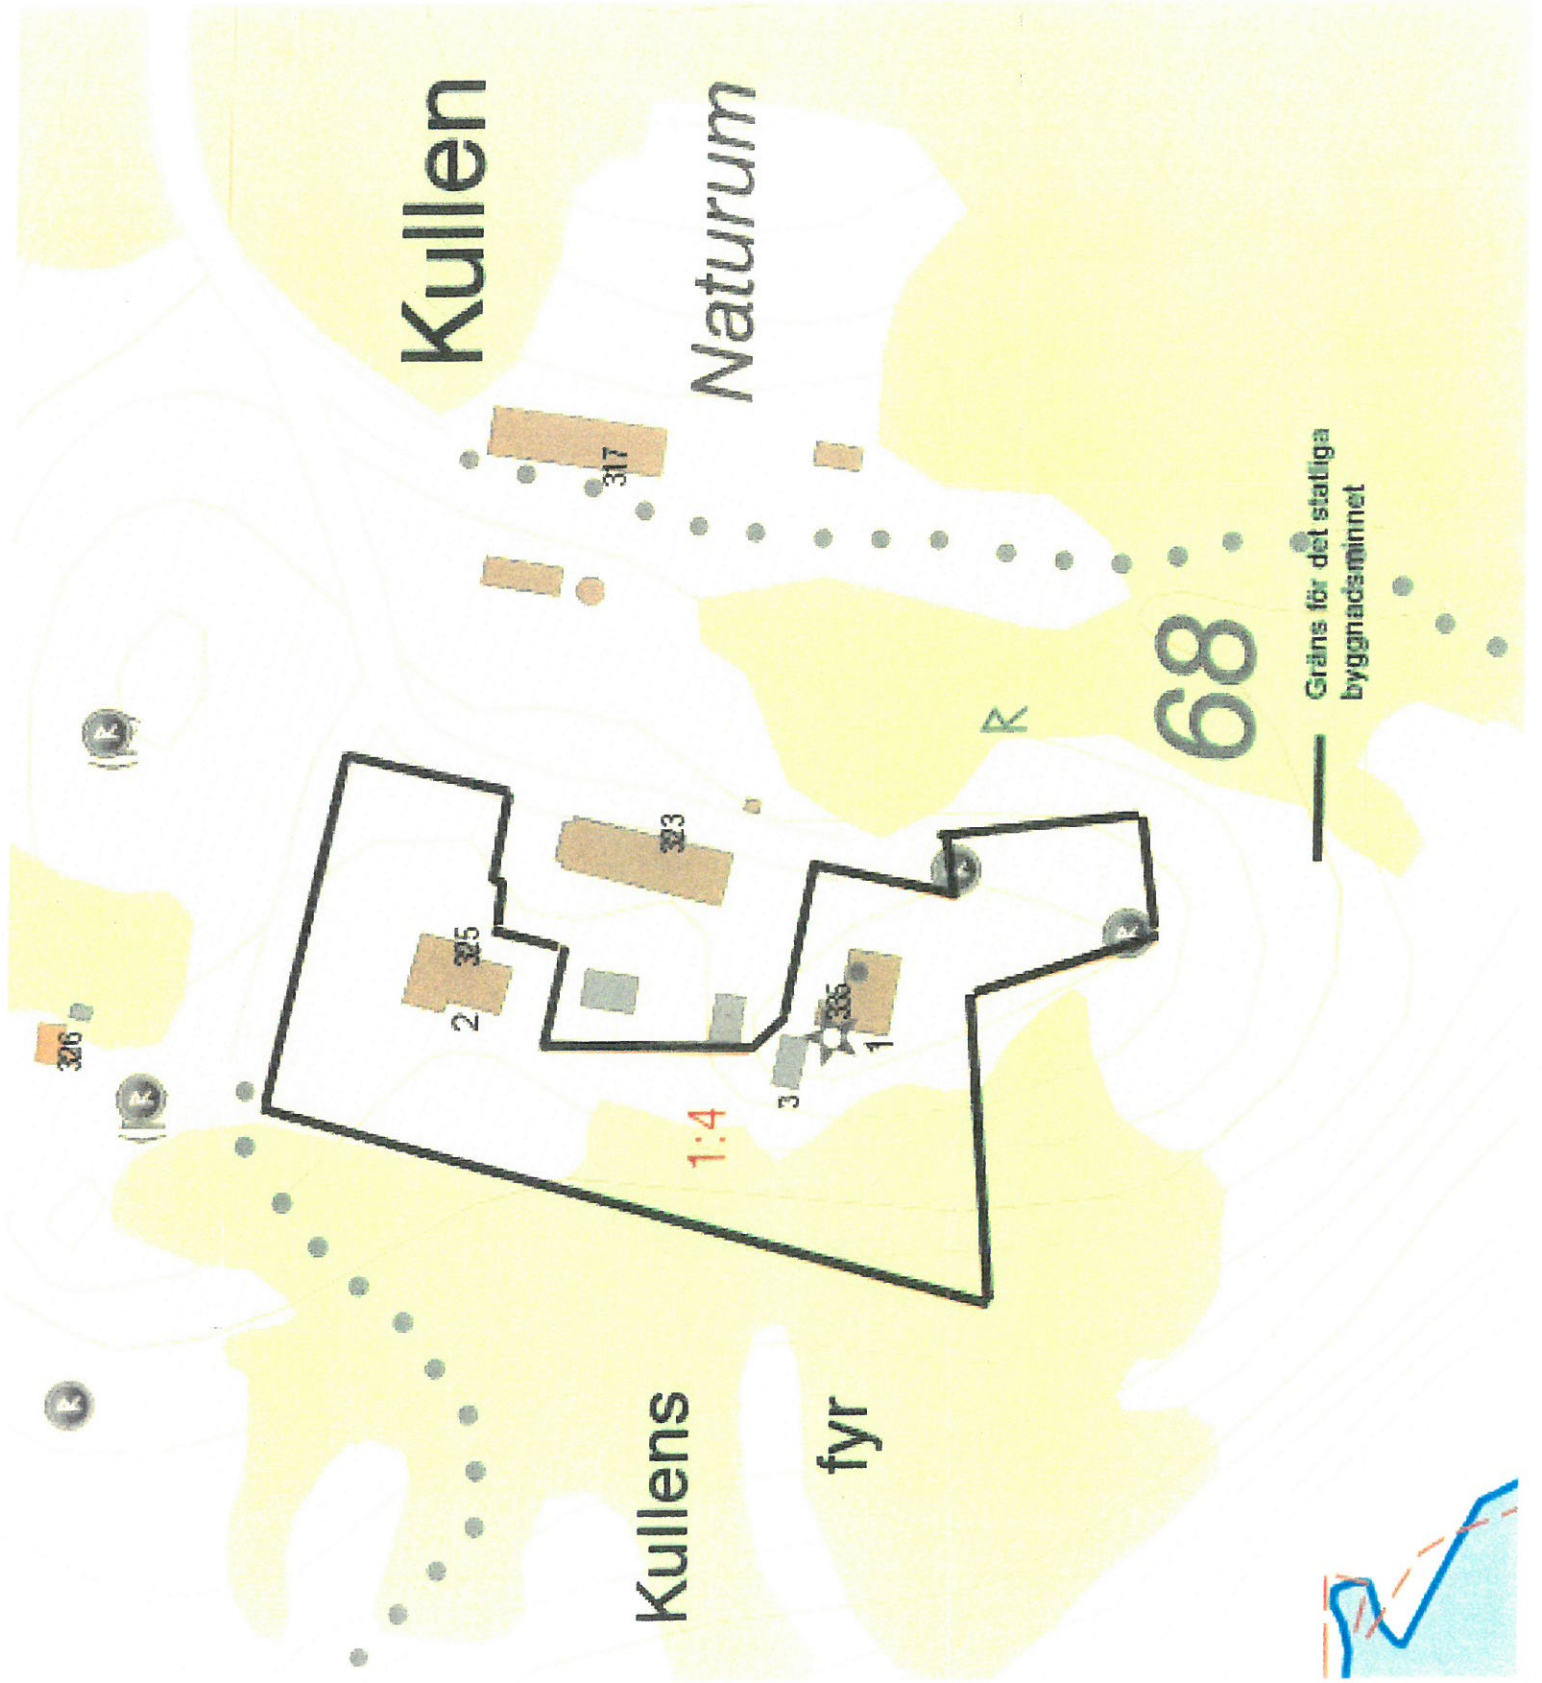 Kullen
Naturum
317
326
325
2
323
335
1
3
1:4
R
68
Kullens
fyr
Gräns för det statliga
byggnadsminnet
R
R
R
R
R